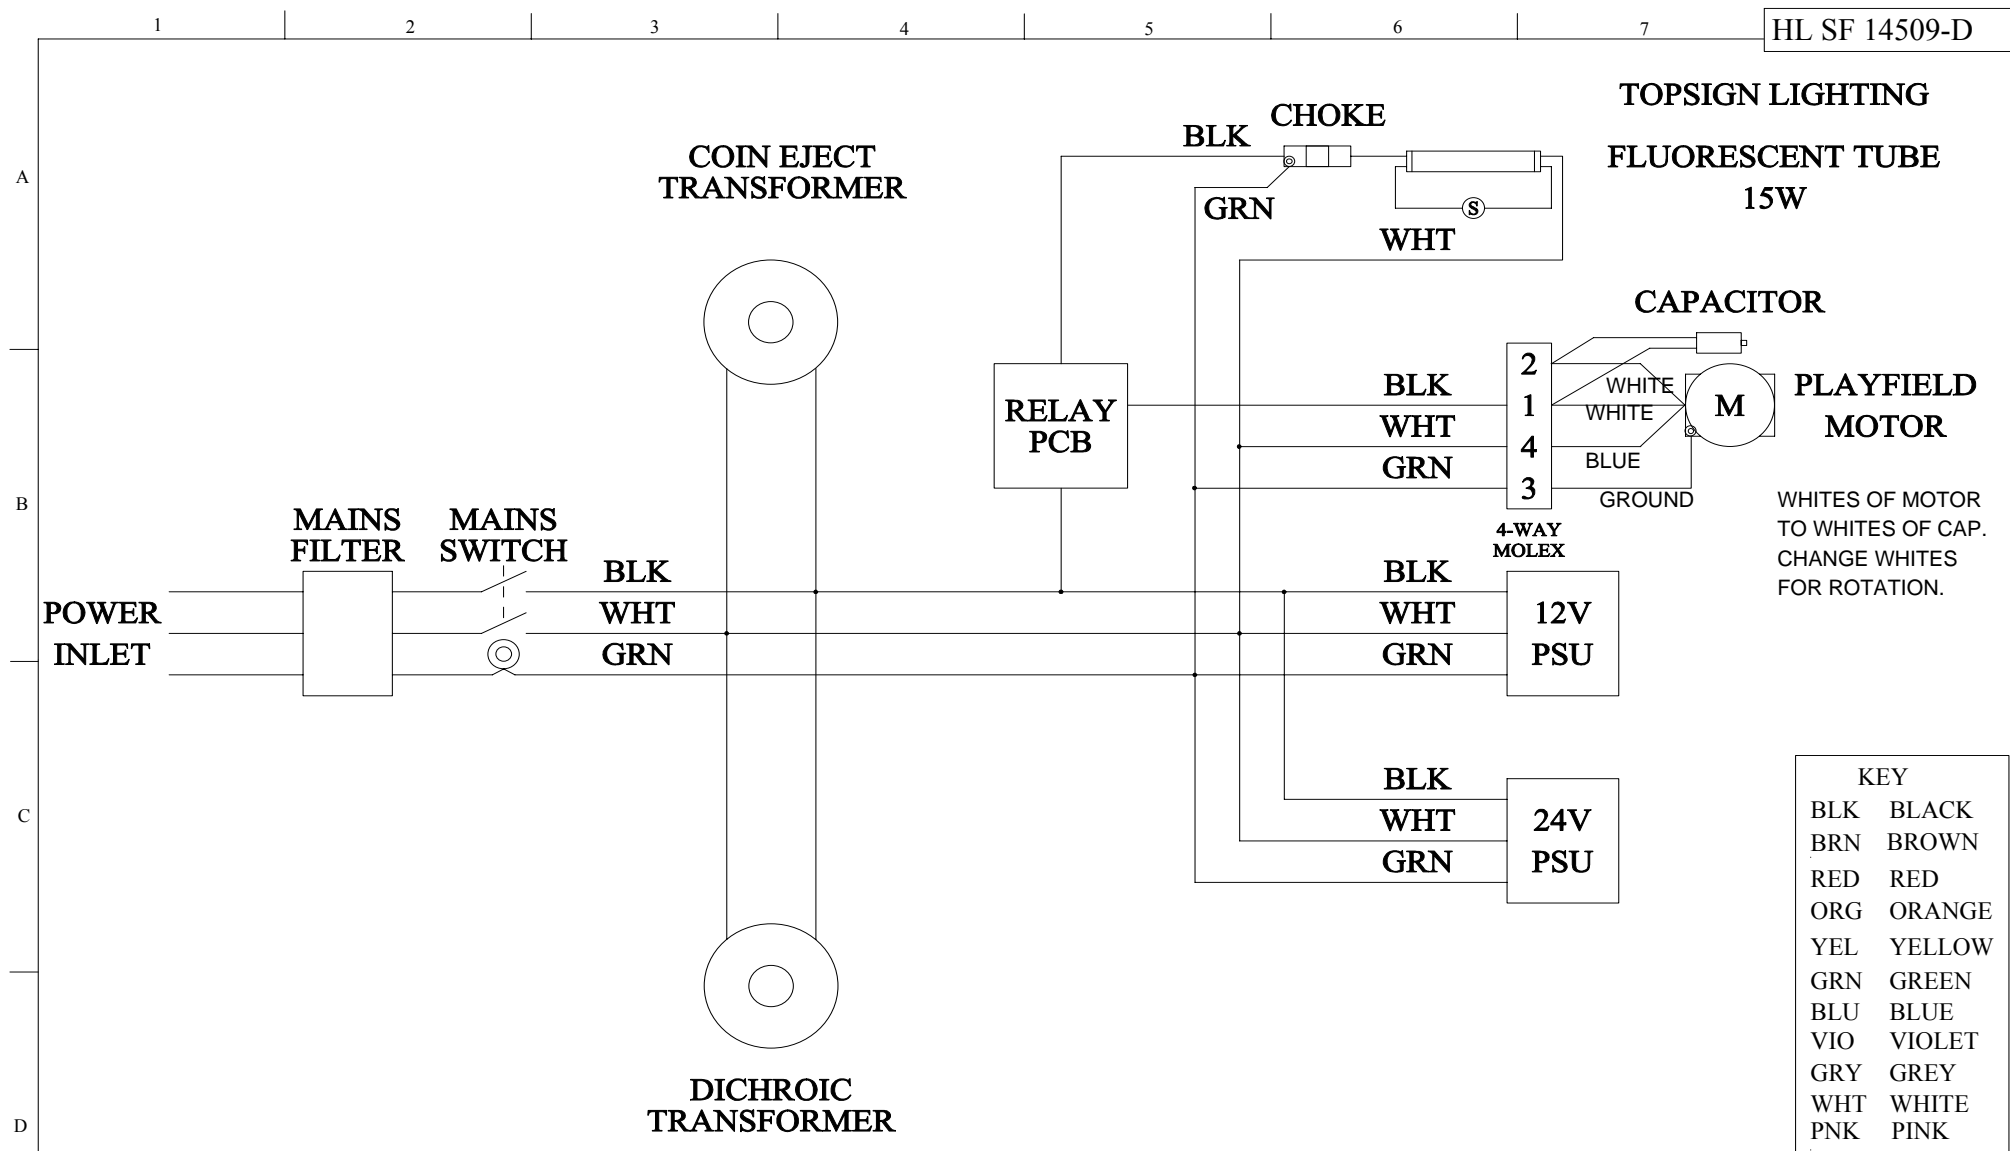 1 2 3 4 5 6 7
HL SF 14509-D
TOPSIGN LIGHTING
FLUORESCENT TUBE
15W
CHOKE
BLK
GRN
S
WHT
COIN EJECT
TRANSFORMER
A
CAPACITOR
RELAY
PCB
BLK
WHT
GRN
2
1
4
3
WHITE
WHITE
BLUE
GROUND
M
PLAYFIELD
MOTOR
4-WAY
MOLEX
WHITES OF MOTOR
TO WHITES OF CAP.
CHANGE WHITES
FOR ROTATION.
B
MAINS
FILTER
MAINS
SWITCH
POWER
INLET
BLK
WHT
GRN
BLK
WHT
GRN
12V
PSU
C
BLK
WHT
GRN
24V
PSU
DICHROIC
TRANSFORMER
D
KEY
BLK BLACK
BRN BROWN
RED RED
ORG ORANGE
YEL YELLOW
GRN GREEN
BLU BLUE
VIO VIOLET
GRY GREY
WHT WHITE
PNK PINK